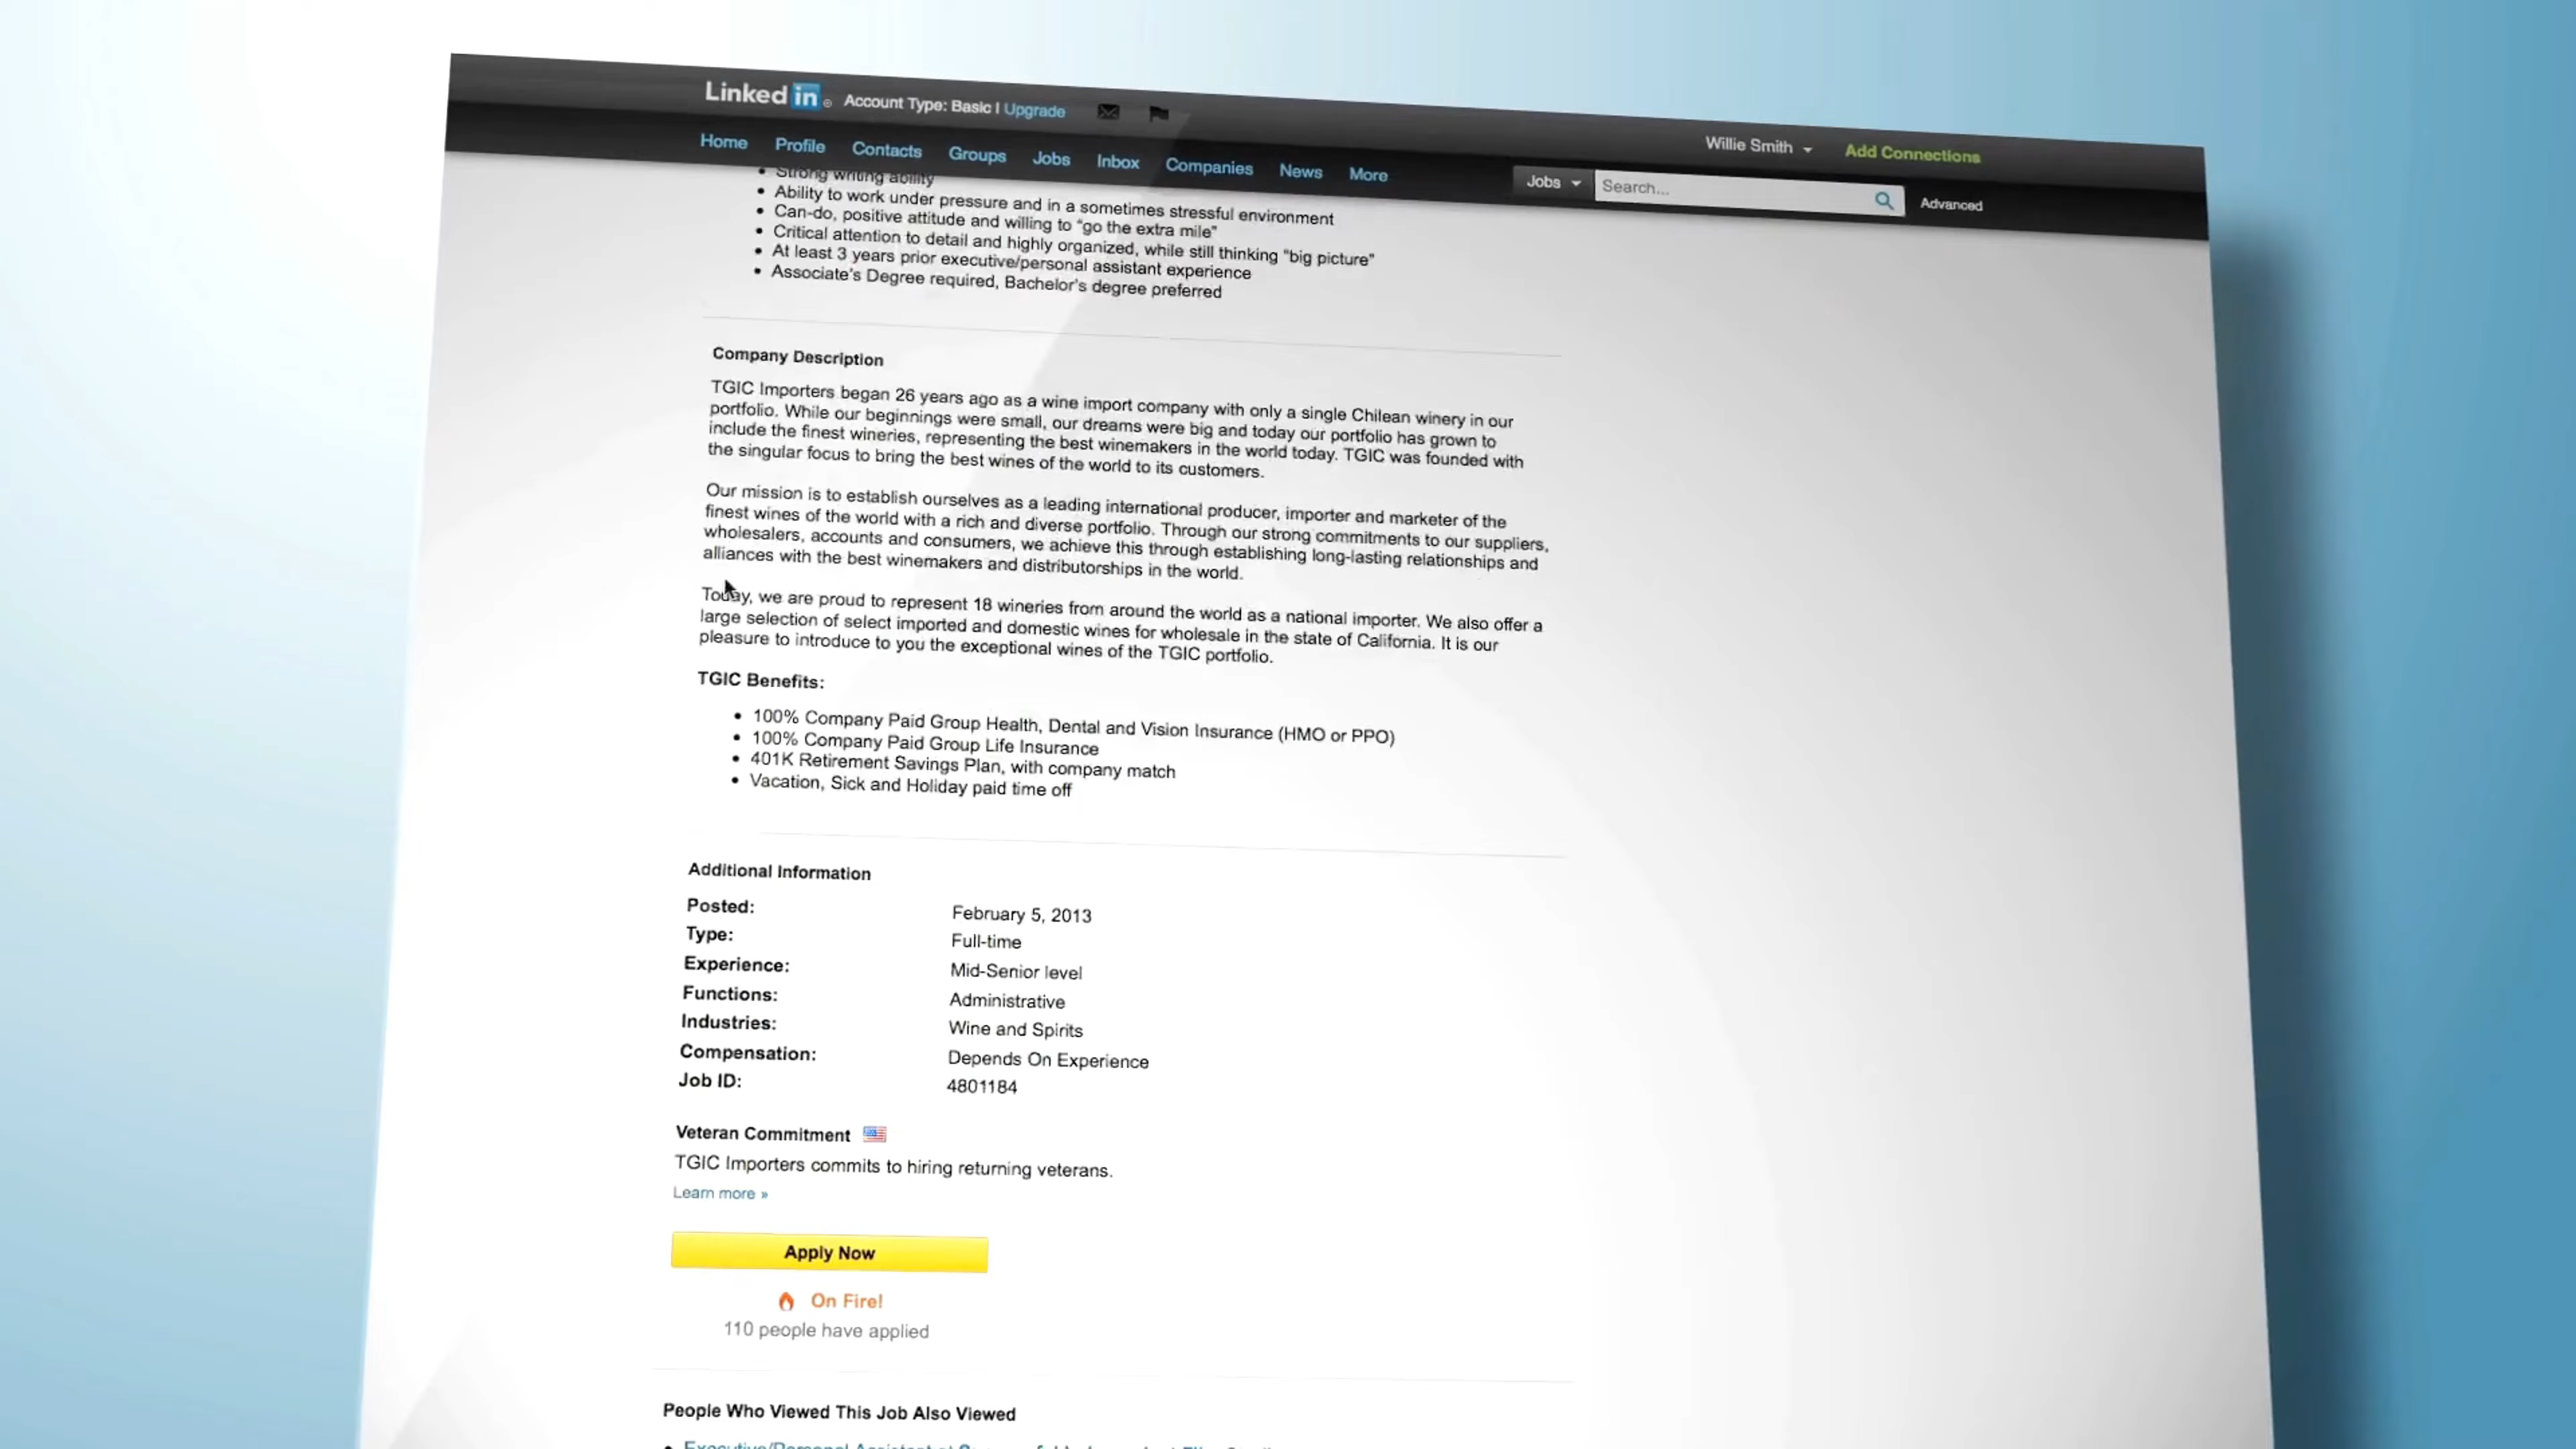 Linked in Account Type: Basic | Upgrade
Willie Smith Add Connections
Home Profile Contacts Groups Jobs Inbox Companies News More
Jobs Search... Advanced
• Strong writing ability
• Ability to work under pressure and in a sometimes stressful environment
• Can-do, positive attitude and willing to "go the extra mile"
• Critical attention to detail and highly organized, while still thinking "big picture"
• At least 3 years prior executive/personal assistant experience
• Associate's Degree required, Bachelor's degree preferred
Company Description
TGIC Importers began 26 years ago as a wine import company with only a single Chilean winery in our
portfolio. While our beginnings were small, our dreams were big and today our portfolio has grown to
include the finest wineries, representing the best winemakers in the world today. TGIC was founded with
the singular focus to bring the best wines of the world to its customers.
Our mission is to establish ourselves as a leading international producer, importer and marketer of the
finest wines of the world with a rich and diverse portfolio. Through our strong commitments to our suppliers,
wholesalers, accounts and consumers, we achieve this through establishing long-lasting relationships and
alliances with the best winemakers and distributorships in the world.
Today, we are proud to represent 18 wineries from around the world as a national importer. We also offer a
large selection of select imported and domestic wines for wholesale in the state of California. It is our
pleasure to introduce to you the exceptional wines of the TGIC portfolio.
TGIC Benefits:
• 100% Company Paid Group Health, Dental and Vision Insurance (HMO or PPO)
• 100% Company Paid Group Life Insurance
• 401K Retirement Savings Plan, with company match
• Vacation, Sick and Holiday paid time off
Additional Information
Posted: February 5, 2013
Type: Full-time
Experience: Mid-Senior level
Functions: Administrative
Industries: Wine and Spirits
Compensation: Depends On Experience
Job ID: 4801184
Veteran Commitment
TGIC Importers commits to hiring returning veterans.
Learn more »
Apply Now
On Fire!
110 people have applied
People Who Viewed This Job Also Viewed
• Executive/Personal Assistant at